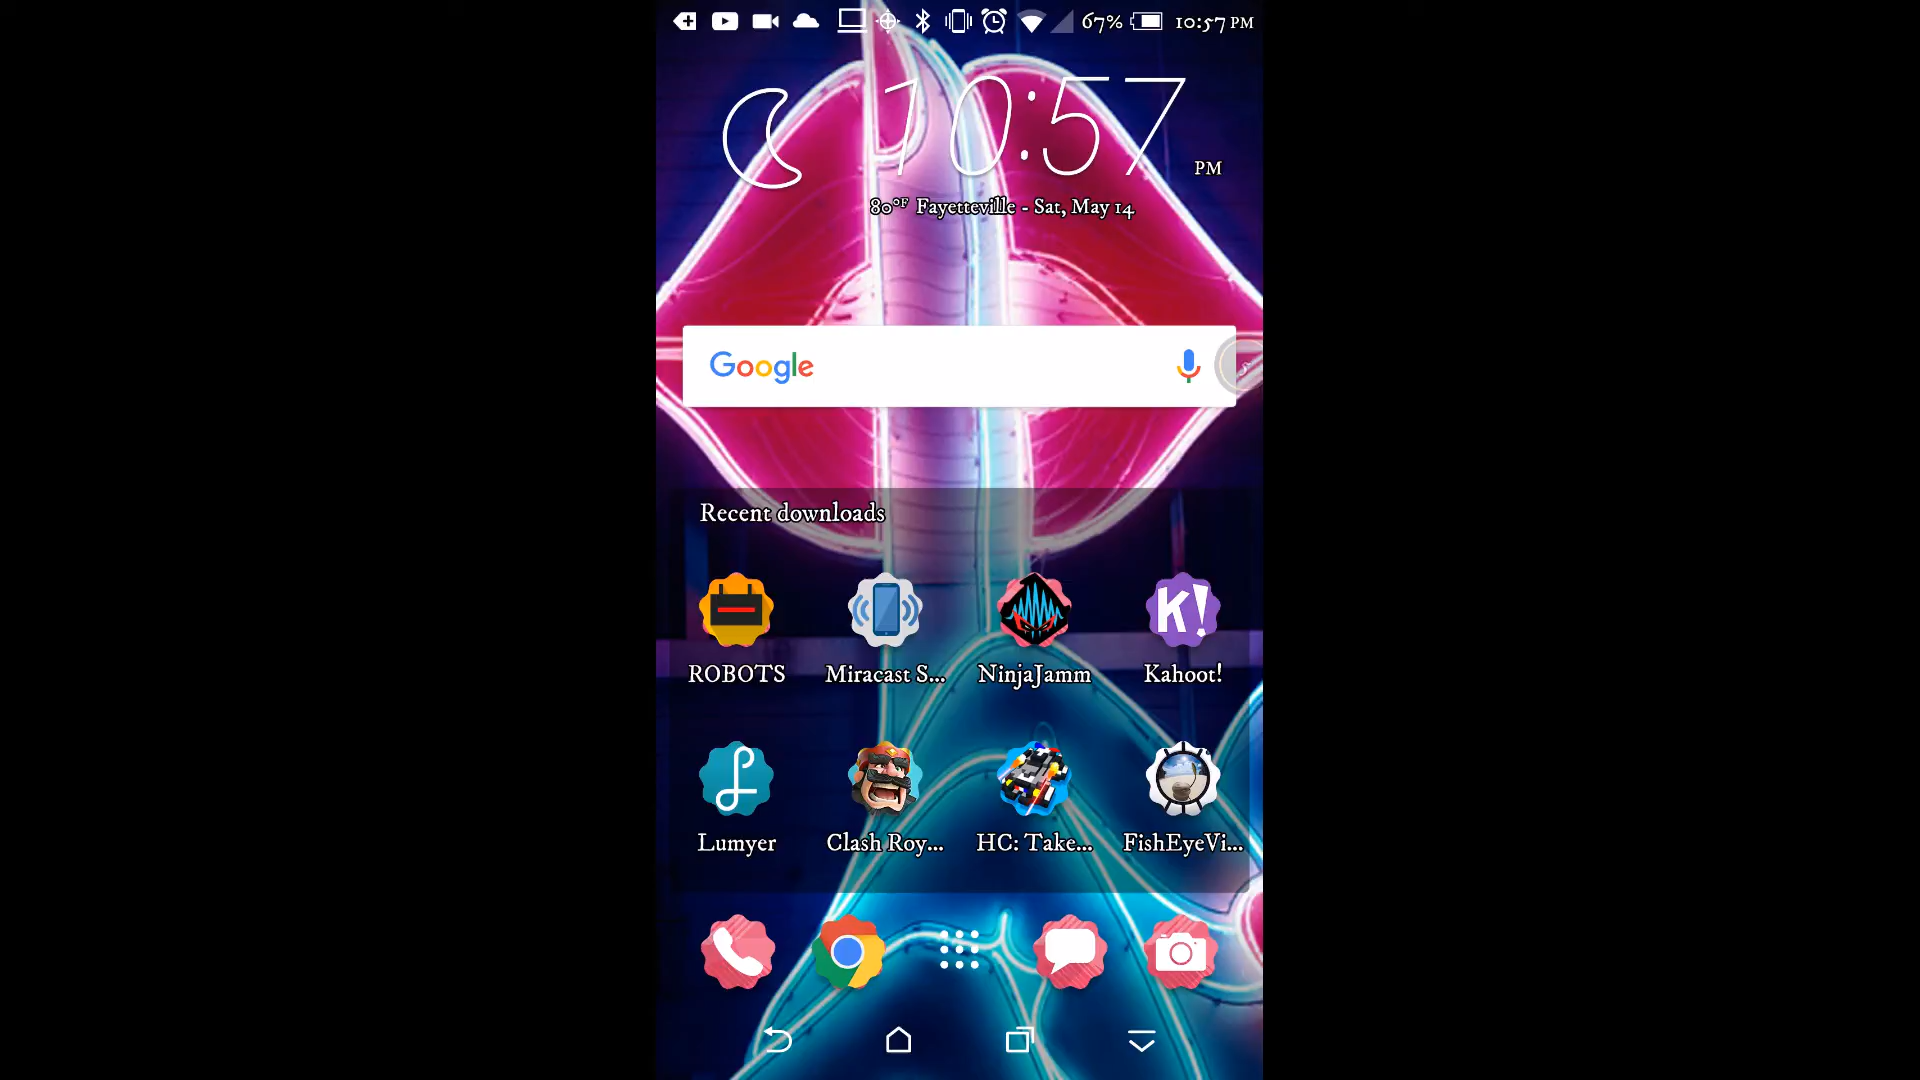 67% 10:57 PM
10:57 PM
80°F Fayetteville - Sat, May 14
Google
Recent downloads
ROBOTS Miracast S... NinjaJamm Kahoot!
K!
Lumyer Clash Roy... HC: Take... FishEyeVi...